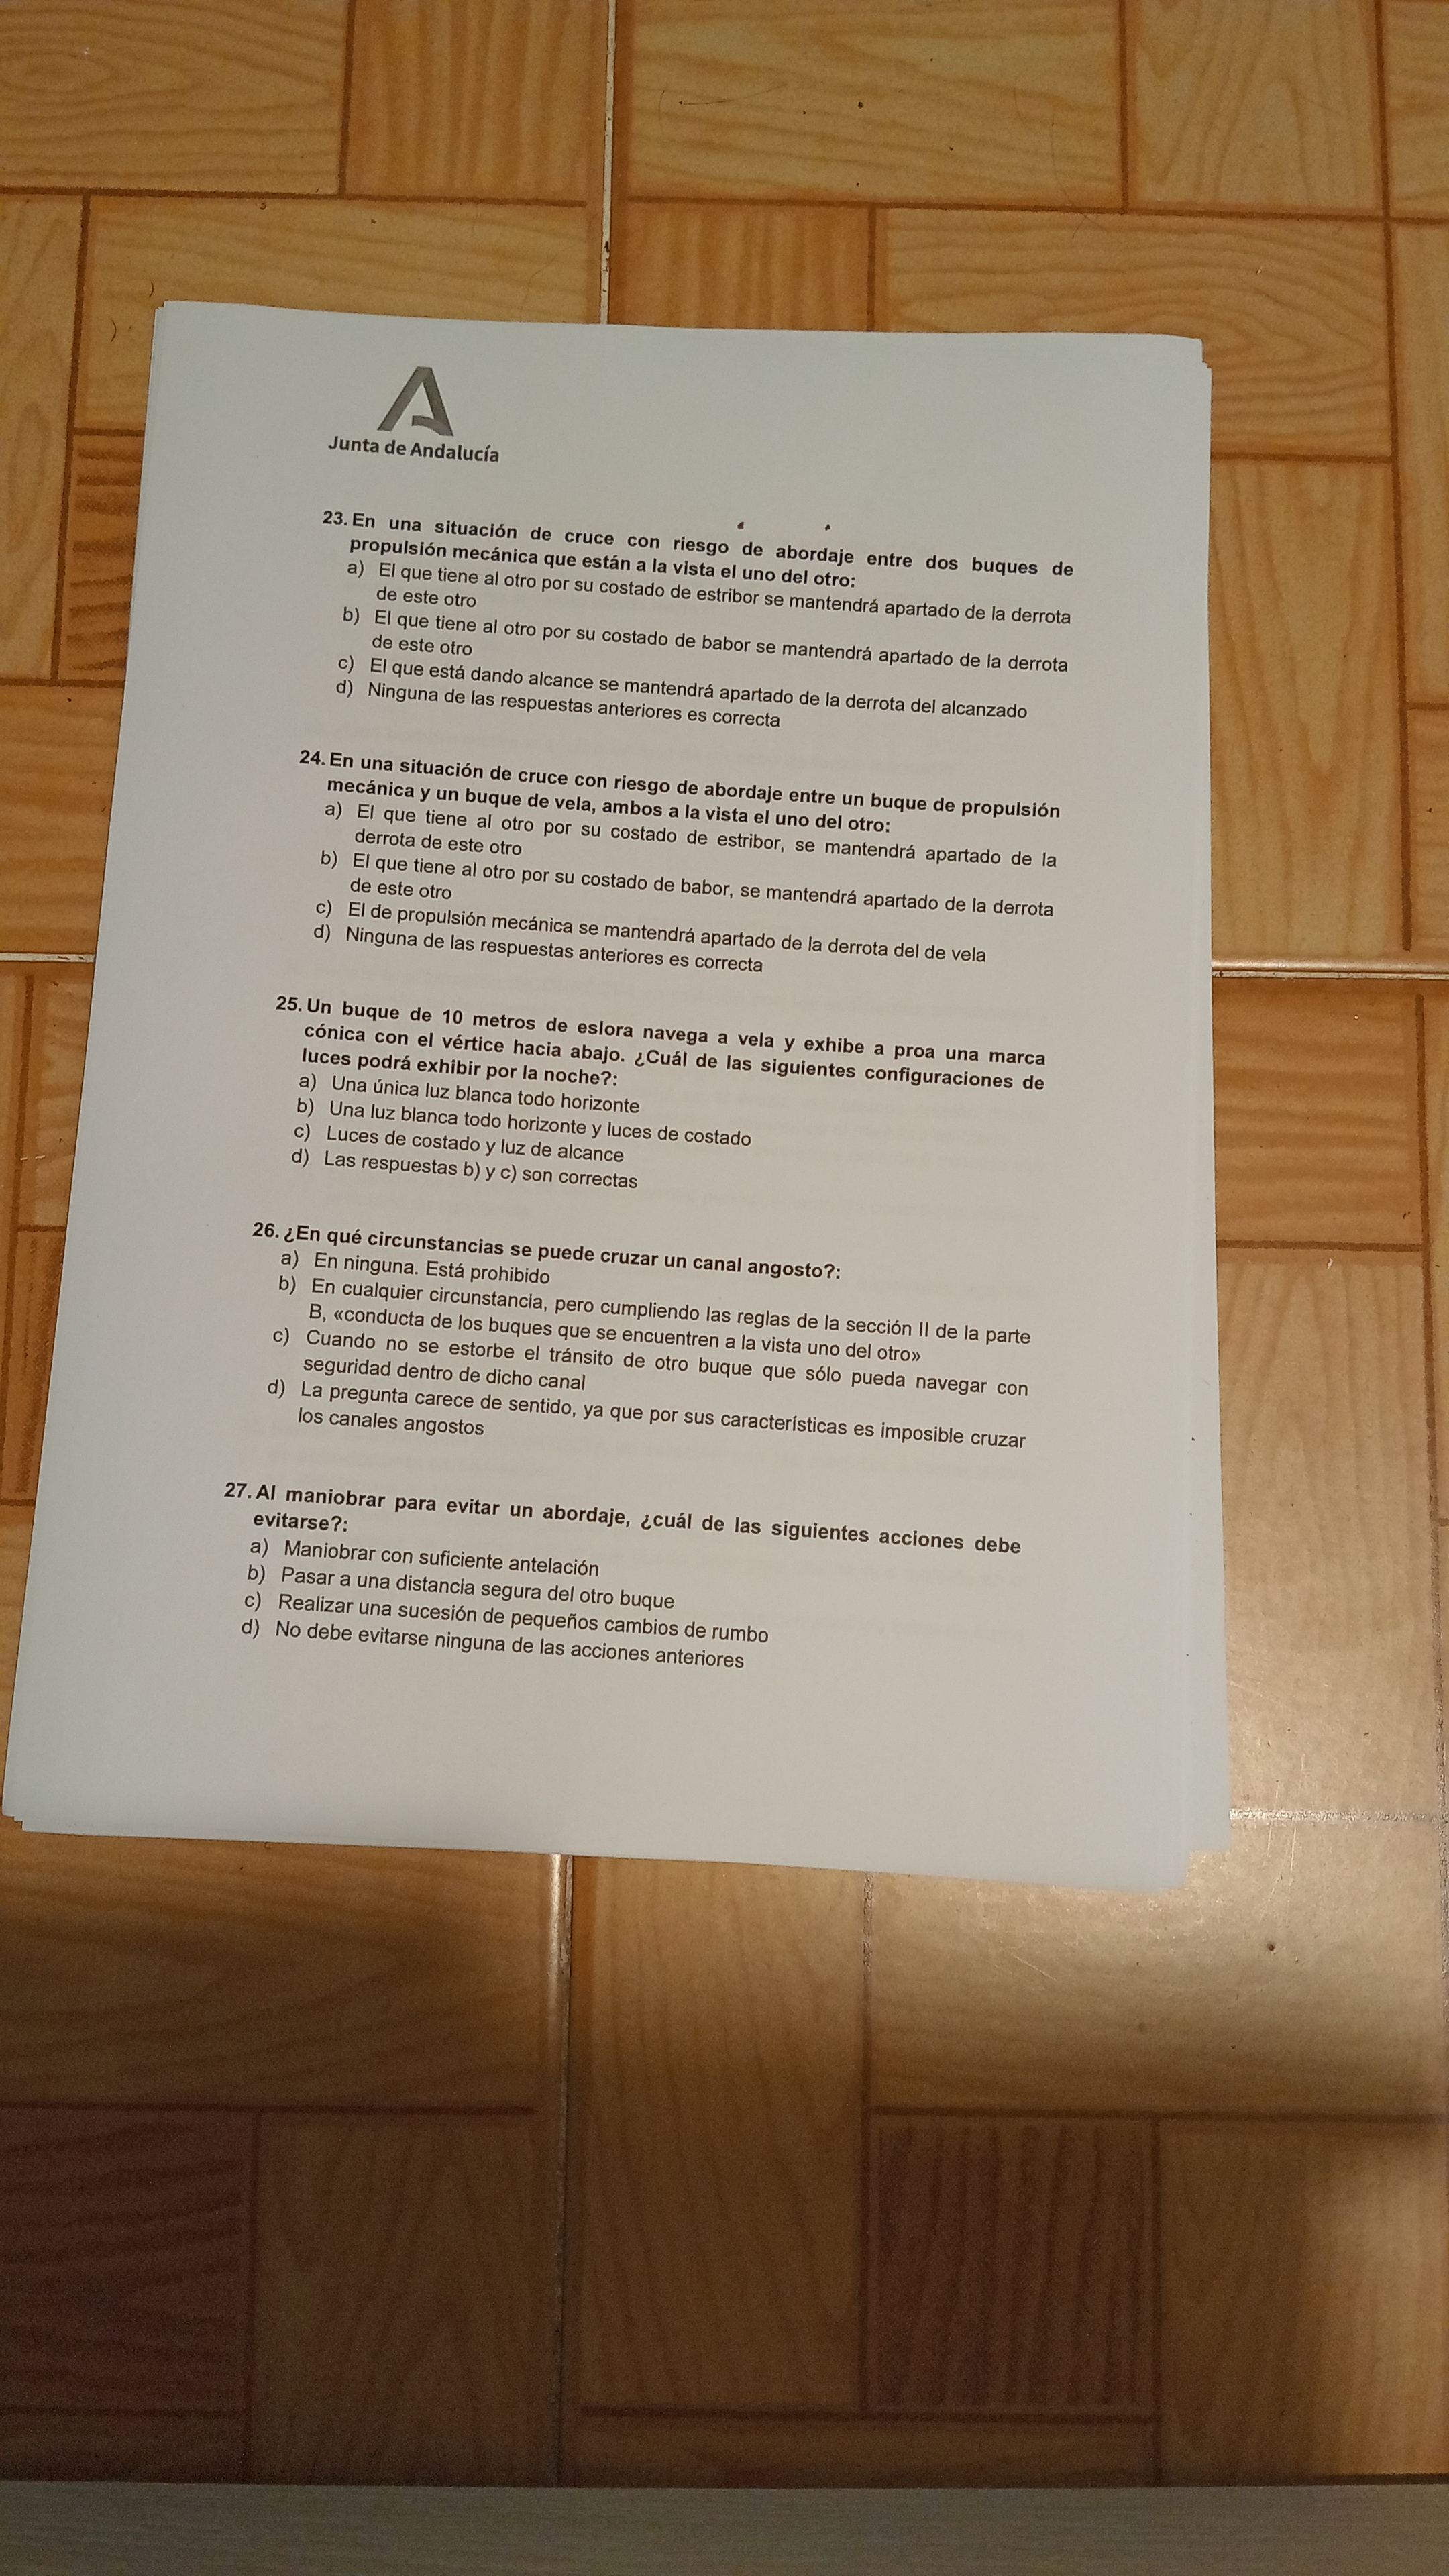 Junta de Andalucía
23. En una situación de cruce con riesgo de abordaje entre dos buques de
propulsión mecánica que están a la vista el uno del otro:
a) El que tiene al otro por su costado de estribor se mantendrá apartado de la derrota
de este otro
b) El que tiene al otro por su costado de babor se mantendrá apartado de la derrota
de este otro
c) El que está dando alcance se mantendrá apartado de la derrota del alcanzado
d) Ninguna de las respuestas anteriores es correcta
24. En una situación de cruce con riesgo de abordaje entre un buque de propulsión
mecánica y un buque de vela, ambos a la vista el uno del otro:
a) El que tiene al otro por su costado de estribor, se mantendrá apartado de la
derrota de este otro
b) El que tiene al otro por su costado de babor, se mantendrá apartado de la derrota
de este otro
c) El de propulsión mecánica se mantendrá apartado de la derrota del de vela
d) Ninguna de las respuestas anteriores es correcta
25. Un buque de 10 metros de eslora navega a vela y exhibe a proa una marca
cónica con el vértice hacia abajo. ¿Cuál de las siguientes configuraciones de
luces podrá exhibir por la noche?:
a) Una única luz blanca todo horizonte
b) Una luz blanca todo horizonte y luces de costado
c) Luces de costado y luz de alcance
d) Las respuestas b) y c) son correctas
26. ¿En qué circunstancias se puede cruzar un canal angosto?:
a) En ninguna. Está prohibido
b) En cualquier circunstancia, pero cumpliendo las reglas de la sección II de la parte
B, «conducta de los buques que se encuentren a la vista uno del otro»
c) Cuando no se estorbe el tránsito de otro buque que sólo pueda navegar con
seguridad dentro de dicho canal
d) La pregunta carece de sentido, ya que por sus características es imposible cruzar
los canales angostos
27. Al maniobrar para evitar un abordaje, ¿cuál de las siguientes acciones debe
evitarse?:
a) Maniobrar con suficiente antelación
b) Pasar a una distancia segura del otro buque
c) Realizar una sucesión de pequeños cambios de rumbo
d) No debe evitarse ninguna de las acciones anteriores